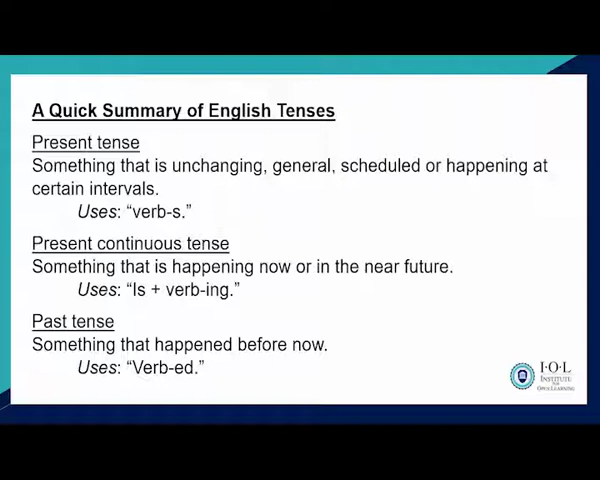 A Quick Summary of English Tenses
Present tense
Something that is unchanging, general, scheduled or happening at
certain intervals.
Uses: “verb-s.”
Present continuous tense
Something that is happening now or in the near future.
Uses: “Is + verb-ing.”
Past tense
Something that happened before now.
Uses: “Verb-ed.”
I·O·L
INSTITUTE
FOR
OPEN LEARNING